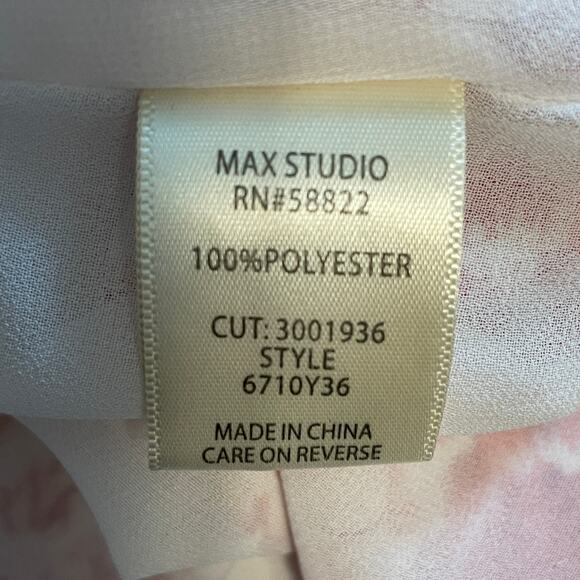 MAX STUDIO
RN#58822
100%POLYESTER
CUT: 3001936
STYLE
6710Y36
MADE IN CHINA
CARE ON REVERSE